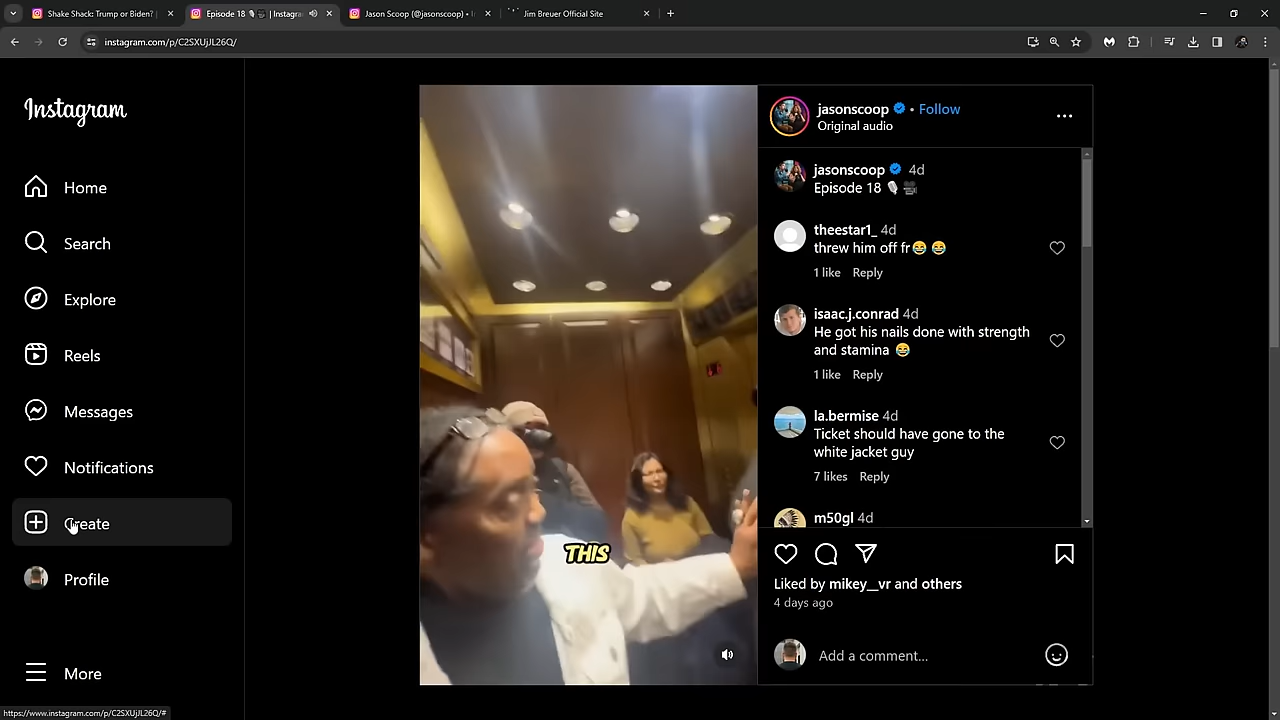 Shake Shack: Trump or Biden?
Episode 18 🎙️🎥 | Instagra
Jason Scoop (@jasonscoop) • I
Jim Breuer Official Site
instagram.com/p/C2SXUjJL26Q/
Instagram
Home
Search
Explore
Reels
Messages
Notifications
Create
Profile
More
https://www.instagram.com/p/C2SXUjJL26Q/#
THIS
jasonscoop • Follow
Original audio
jasonscoop 4d
Episode 18 🎙️🎥
theestar1_ 4d
threw him off fr😂 😂
1 like Reply
isaac.j.conrad 4d
He got his nails done with strength
and stamina 😂
1 like Reply
la.bermise 4d
Ticket should have gone to the
white jacket guy
7 likes Reply
m50gl 4d
Liked by mikey__vr and others
4 days ago
Add a comment...